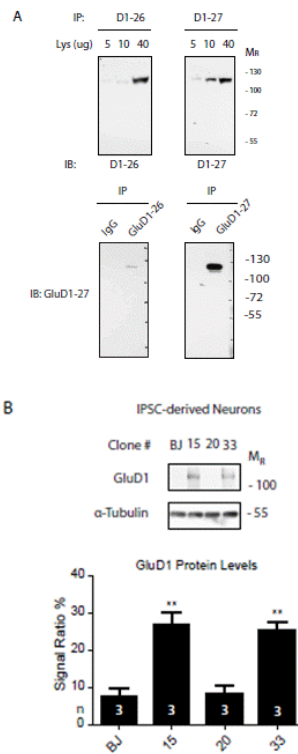 A
IP: D1-26 D1-27
Lys (ug) 5 10 40 5 10 40
MR
- 130
- 100
- 72
- 55
IB: D1-26 D1-27
IP IP
IgG GluD1-26 IgG GluD1-27
IB: GluD1-27
-130
-100
-72
-55
B
IPSC-derived Neurons
Clone # BJ 15 20 33
MR
GluD1 - 100
α-Tubulin - 55
GluD1 Protein Levels
Signal Ratio %
40
30
20
10
0
** **
n 3 3 3 3
BJ 15 20 33